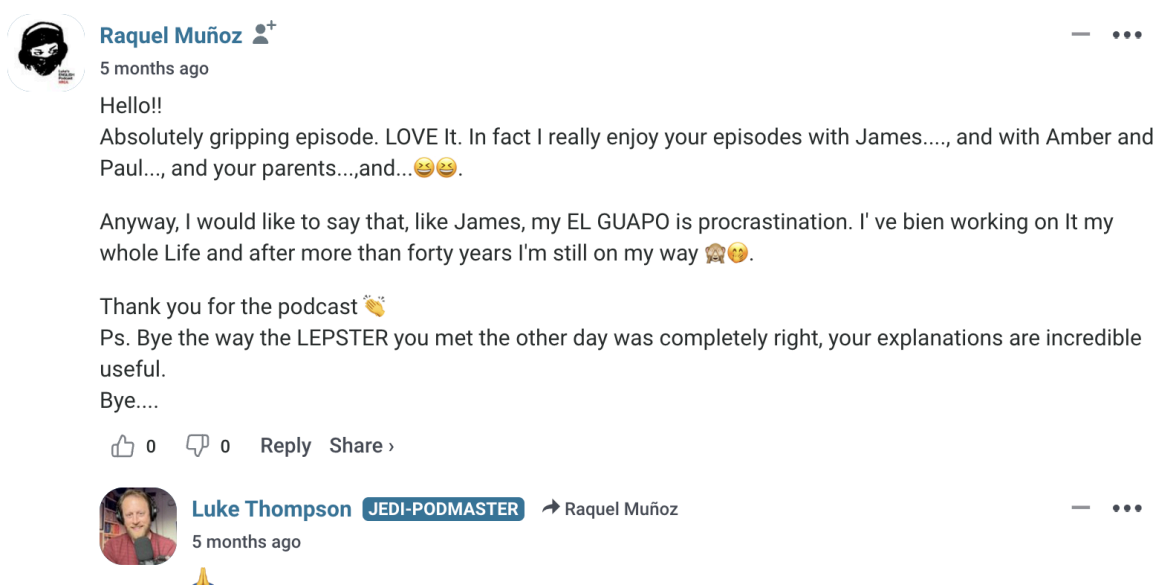 Raquel Muñoz
5 months ago
Hello!!
Absolutely gripping episode. LOVE It. In fact I really enjoy your episodes with James...., and with Amber and
Paul..., and your parents...,and...😆😆.
Anyway, I would like to say that, like James, my EL GUAPO is procrastination. I' ve bien working on It my
whole Life and after more than forty years I'm still on my way 🙈🤭.
Thank you for the podcast 👏
Ps. Bye the way the LEPSTER you met the other day was completely right, your explanations are incredible
useful.
Bye....
0 0 Reply Share ›
Luke Thompson JEDI-PODMASTER Raquel Muñoz
5 months ago
🙏